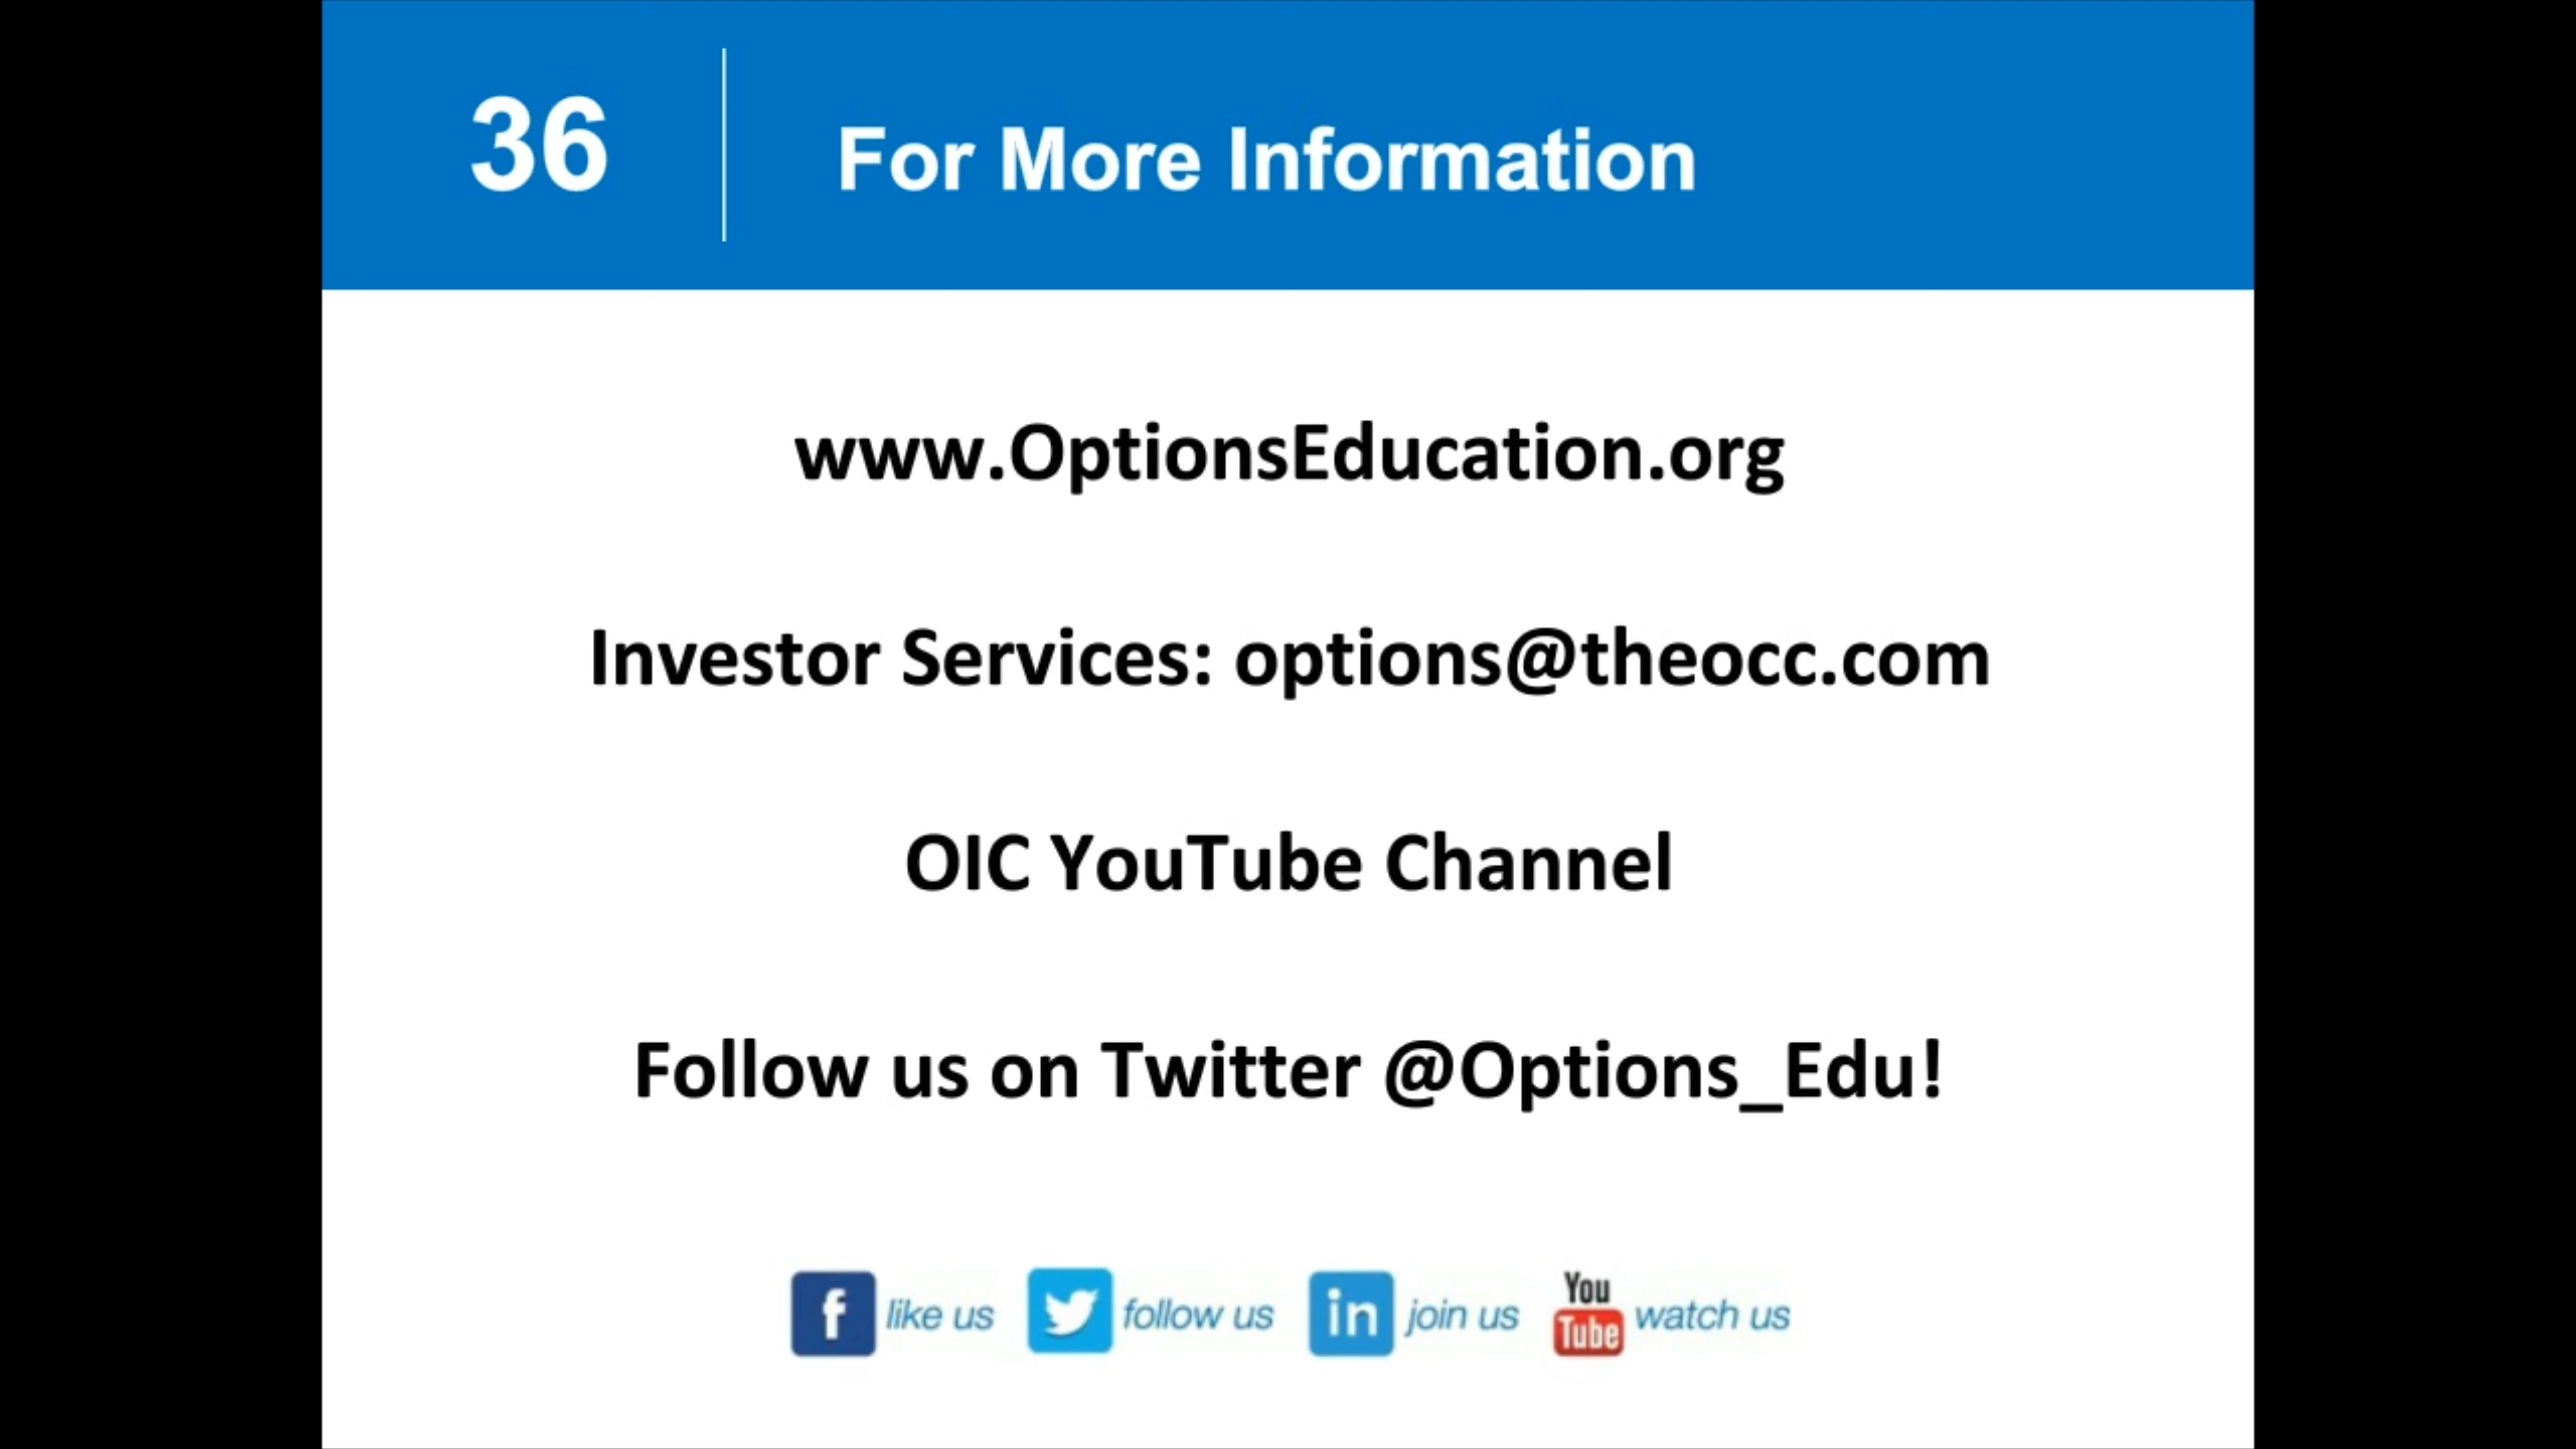 36
For More Information
www.OptionsEducation.org
Investor Services: options@theocc.com
OIC YouTube Channel
Follow us on Twitter @Options_Edu!
f like us follow us in join us You Tube watch us